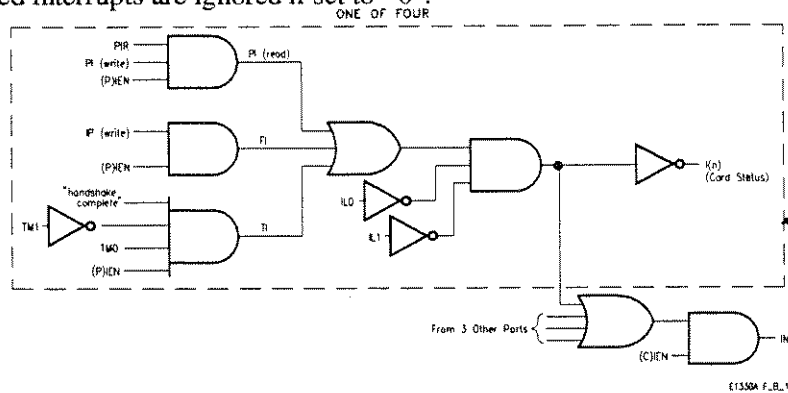 ed interrupts are ignored if set to "0".
ONE OF FOUR
PIR
PI (write)
(P)IEN
PI (read)
IP (write)
(P)IEN
FI
"handshake complete"
TM1
TM0
(P)IEN
TI
IL0
IL1
I(n)
(Card Status)
From 3 Other Ports
(C)IEN
IN
E1330A F_B_1